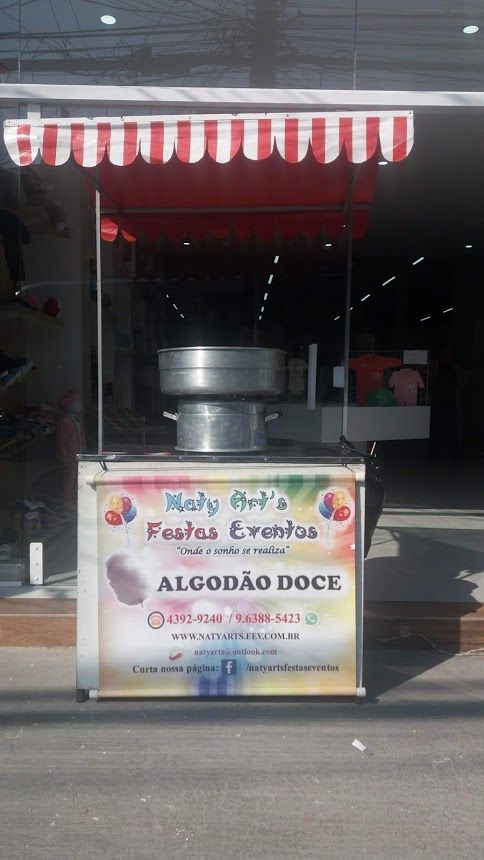 Naty Art's
Festas Eventos
"Onde o sonho se realiza"
ALGODÃO DOCE
4392-9240 / 9.6388-5423
WWW.NATYARTS.EEV.COM.BR
natyarts@outlook.com
Curta nossa página: f /natyartsfestaseventos